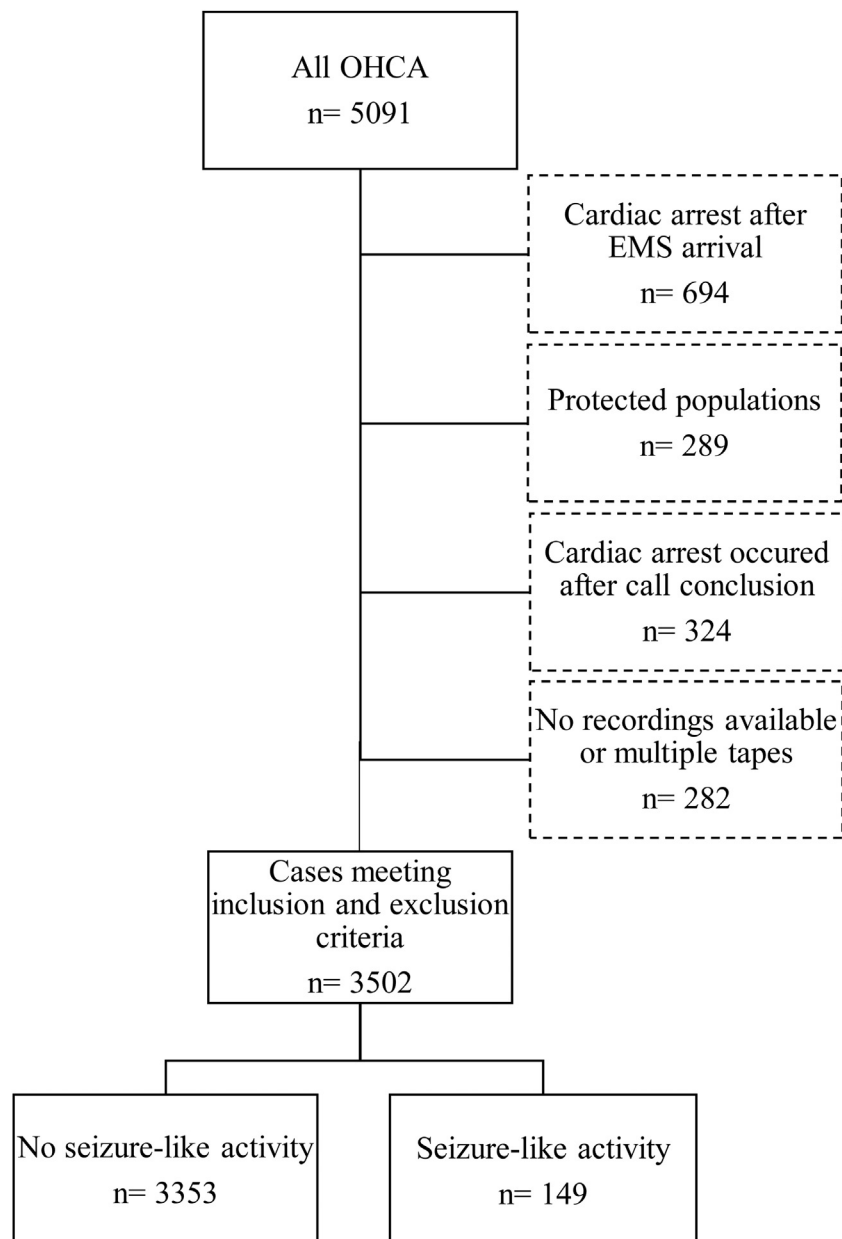 All OHCA
n= 5091
Cardiac arrest after
EMS arrival
n= 694
Protected populations
n= 289
Cardiac arrest occured
after call conclusion
n= 324
No recordings available
or multiple tapes
n= 282
Cases meeting
inclusion and exclusion
criteria
n= 3502
No seizure-like activity
n= 3353
Seizure-like activity
n= 149